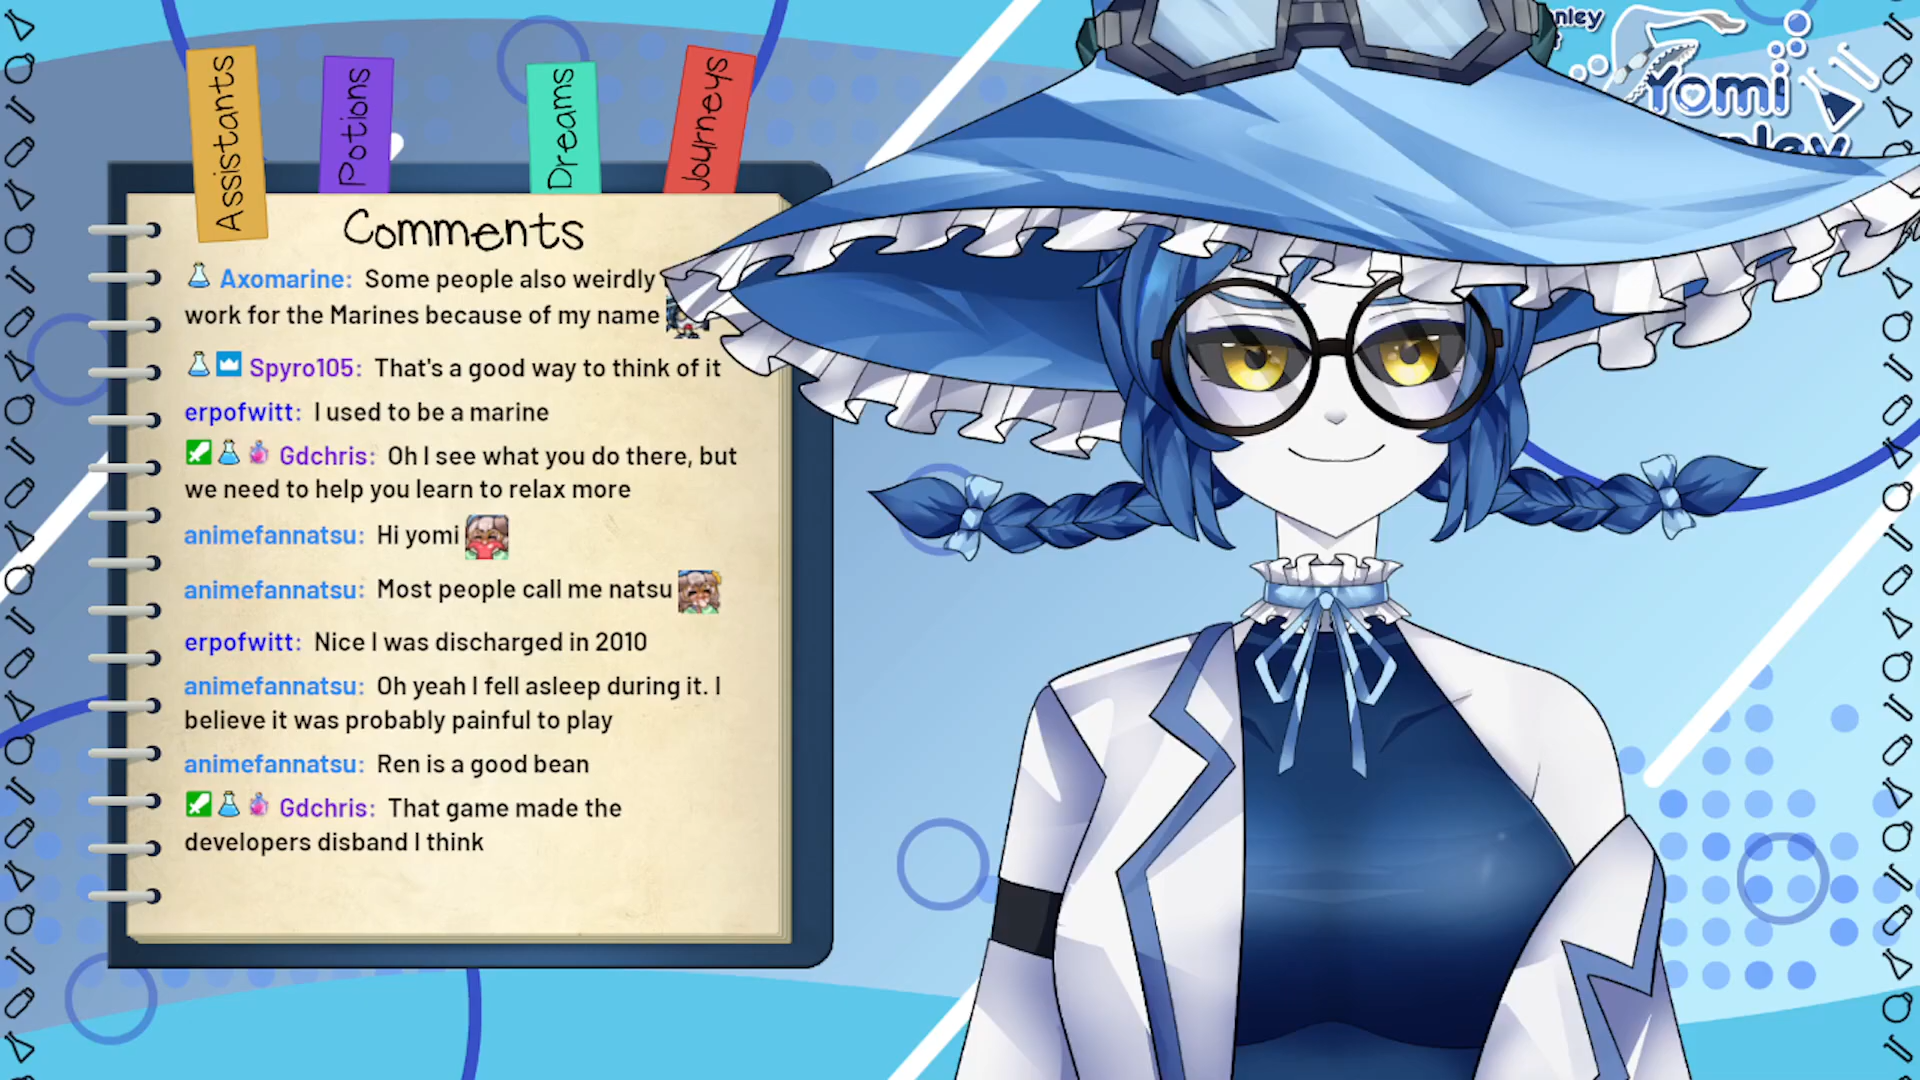 Assistants
Potions
Dreams
Journeys
nley
Yomi
Comments
Axomarine: Some people also weirdly
work for the Marines because of my name
Spyro105: That's a good way to think of it
erpofwitt: I used to be a marine
Gdchris: Oh I see what you do there, but
we need to help you learn to relax more
animefannatsu: Hi yomi
animefannatsu: Most people call me natsu
erpofwitt: Nice I was discharged in 2010
animefannatsu: Oh yeah I fell asleep during it. I
believe it was probably painful to play
animefannatsu: Ren is a good bean
Gdchris: That game made the
developers disband I think